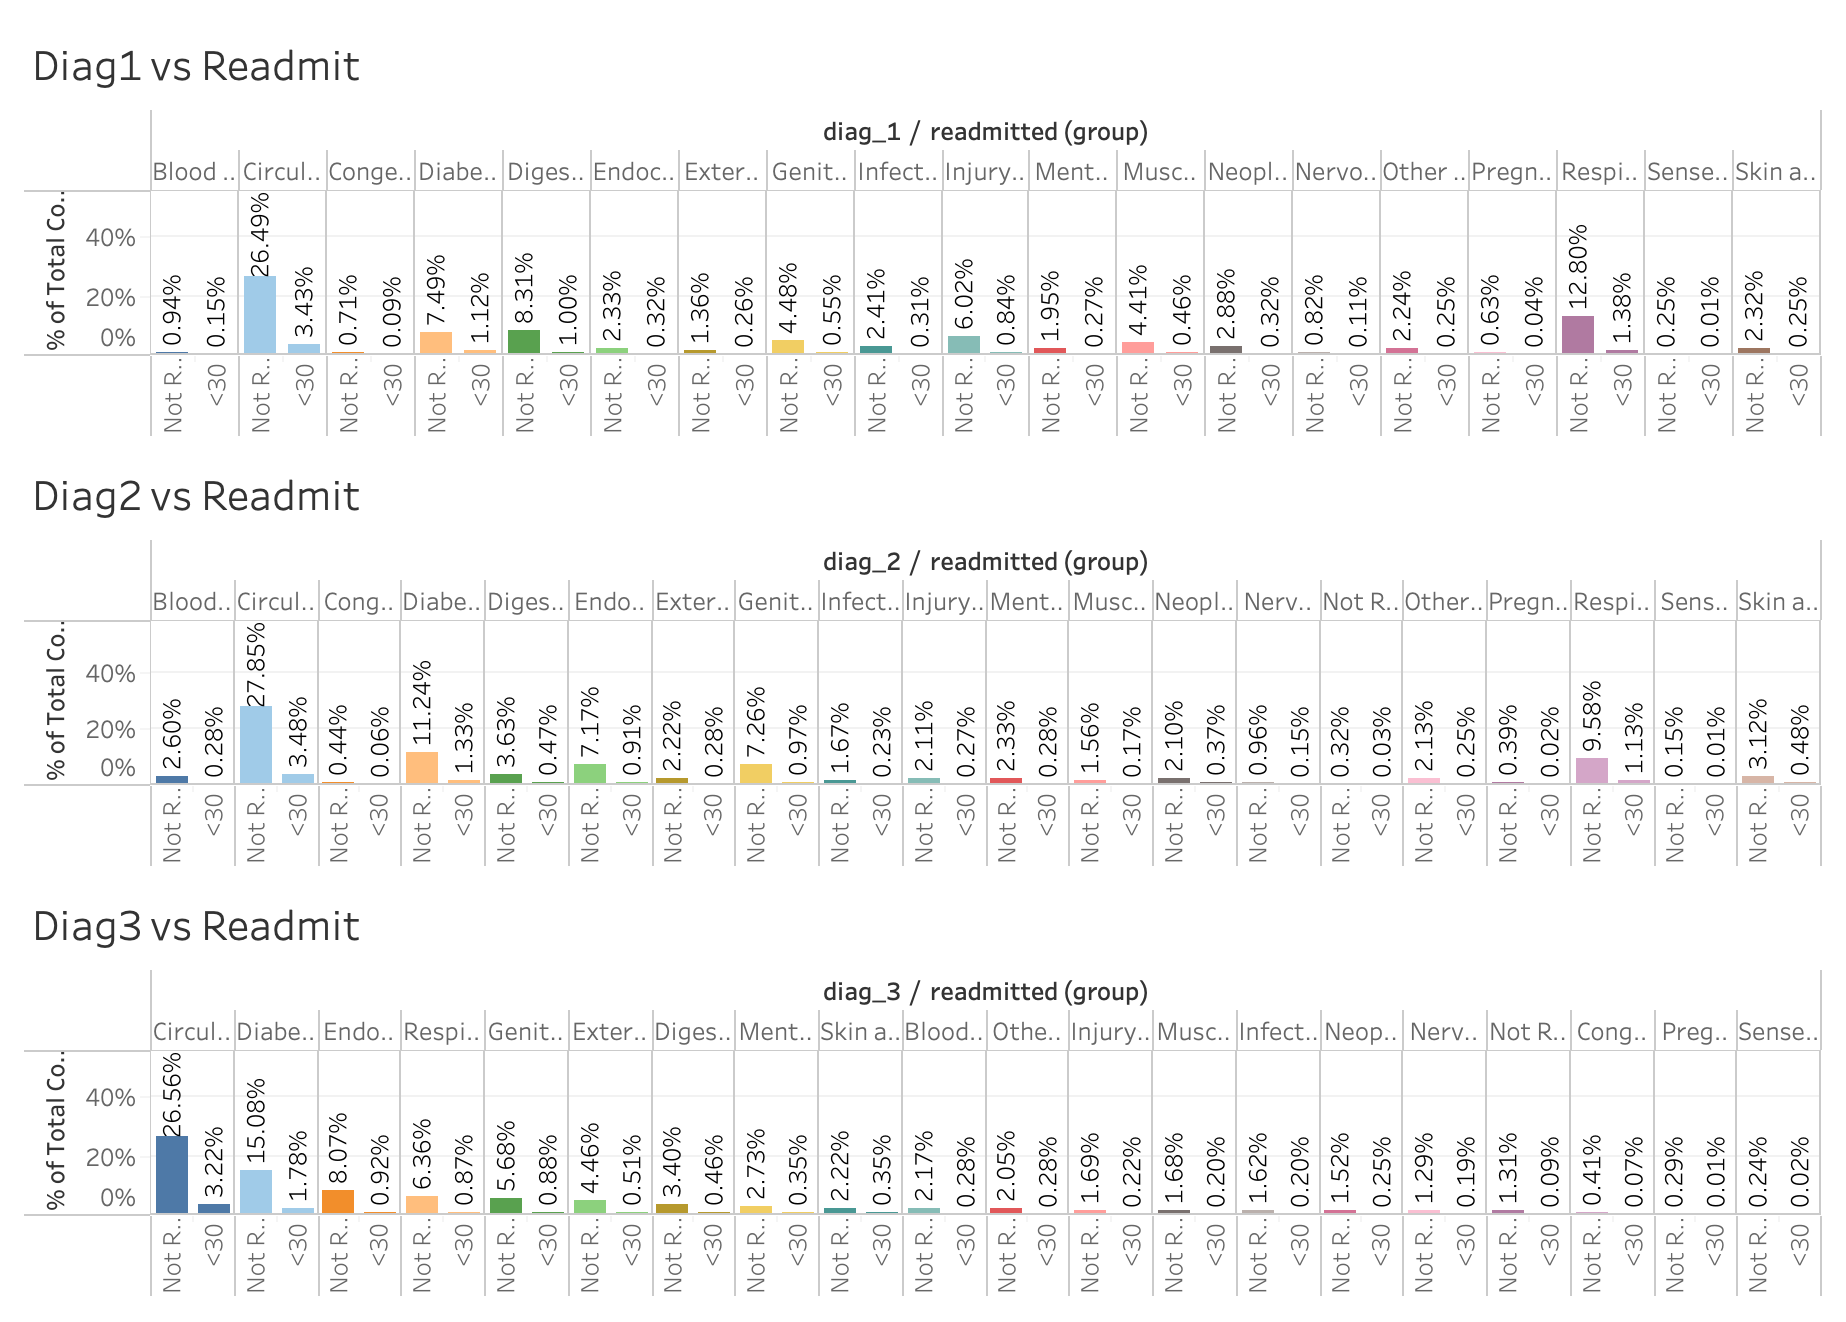 Diag1 vs Readmit
diag_1 / readmitted (group)
Blood .. Circul.. Conge.. Diabe.. Diges.. Endoc.. Exter.. Genit.. Infect.. Injury.. Ment.. Musc.. Neopl.. Nervo.. Other .. Pregn.. Respi.. Sense.. Skin a..
% of Total Co..
40%
20%
0%
0.94% 0.15% 26.49% 3.43% 0.71% 0.09% 7.49% 1.12% 8.31% 1.00% 2.33% 0.32% 1.36% 0.26% 4.48% 0.55% 2.41% 0.31% 6.02% 0.84% 1.95% 0.27% 4.41% 0.46% 2.88% 0.32% 0.82% 0.11% 2.24% 0.25% 0.63% 0.04% 12.80% 1.38% 0.25% 0.01% 2.32% 0.25%
Not R.. <30 Not R.. <30 Not R.. <30 Not R.. <30 Not R.. <30 Not R.. <30 Not R.. <30 Not R.. <30 Not R.. <30 Not R.. <30 Not R.. <30 Not R.. <30 Not R.. <30 Not R.. <30 Not R.. <30 Not R.. <30 Not R.. <30 Not R.. <30 Not R.. <30
Diag2 vs Readmit
diag_2 / readmitted (group)
Blood.. Circul.. Cong.. Diabe.. Diges.. Endo.. Exter.. Genit.. Infect.. Injury.. Ment.. Musc.. Neopl.. Nerv.. Not R.. Other.. Pregn.. Respi.. Sens.. Skin a..
% of Total Co..
40%
20%
0%
2.60% 0.28% 27.85% 3.48% 0.44% 0.06% 11.24% 1.33% 3.63% 0.47% 7.17% 0.91% 2.22% 0.28% 7.26% 0.97% 1.67% 0.23% 2.11% 0.27% 2.33% 0.28% 1.56% 0.17% 2.10% 0.37% 0.96% 0.15% 0.32% 0.03% 2.13% 0.25% 0.39% 0.02% 9.58% 1.13% 0.15% 0.01% 3.12% 0.48%
Not R.. <30 Not R.. <30 Not R.. <30 Not R.. <30 Not R.. <30 Not R.. <30 Not R.. <30 Not R.. <30 Not R.. <30 Not R.. <30 Not R.. <30 Not R.. <30 Not R.. <30 Not R.. <30 Not R.. <30 Not R.. <30 Not R.. <30 Not R.. <30 Not R.. <30 Not R.. <30
Diag3 vs Readmit
diag_3 / readmitted (group)
Circul.. Diabe.. Endo.. Respi.. Genit.. Exter.. Diges.. Ment.. Skin a.. Blood.. Othe.. Injury.. Musc.. Infect.. Neop.. Nerv.. Not R.. Cong.. Preg.. Sense..
% of Total Co..
40%
20%
0%
26.56% 3.22% 15.08% 1.78% 8.07% 0.92% 6.36% 0.87% 5.68% 0.88% 4.46% 0.51% 3.40% 0.46% 2.73% 0.35% 2.22% 0.35% 2.17% 0.28% 2.05% 0.28% 1.69% 0.22% 1.68% 0.20% 1.62% 0.20% 1.52% 0.25% 1.29% 0.19% 1.31% 0.09% 0.41% 0.07% 0.29% 0.01% 0.24% 0.02%
Not R.. <30 Not R.. <30 Not R.. <30 Not R.. <30 Not R.. <30 Not R.. <30 Not R.. <30 Not R.. <30 Not R.. <30 Not R.. <30 Not R.. <30 Not R.. <30 Not R.. <30 Not R.. <30 Not R.. <30 Not R.. <30 Not R.. <30 Not R.. <30 Not R.. <30 Not R.. <30